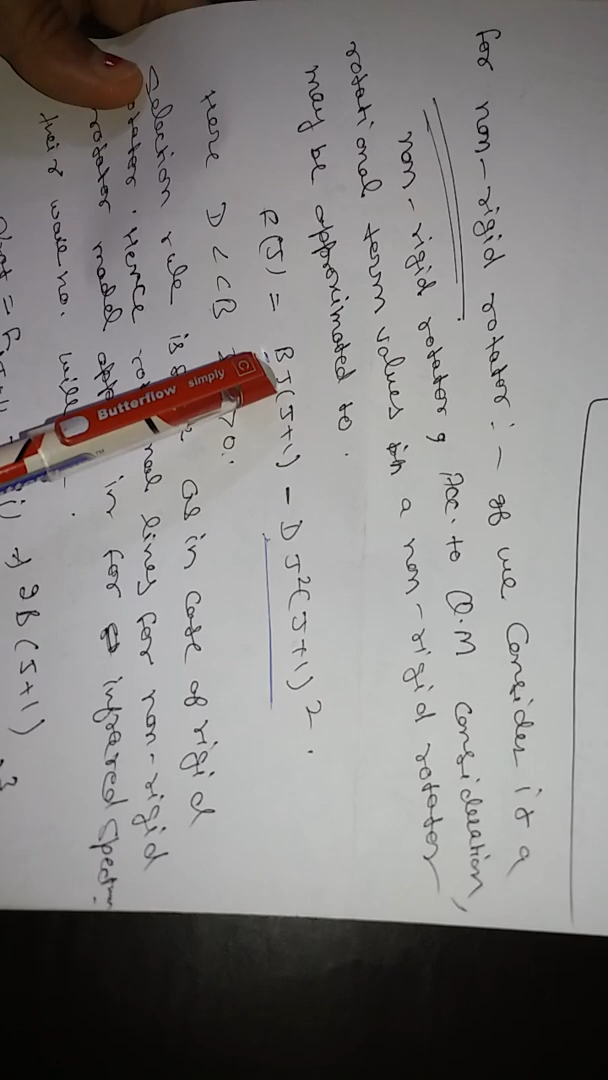 for non-rigid rotator :- If we Consider it a
non-rigid rotator, Acc. to Q.M consideration,
rotational term values in a non-rigid rotator
may be approximated to.
F(J) = BJ(J+1) - DJ²(J+1)².
Here D << B
Selection rule is as in case of rigid
rotator. Hence lines for non-rigid
rotator model in for infrared Spectrum
their wave no. will
2B(J+1)
Butterflow simply